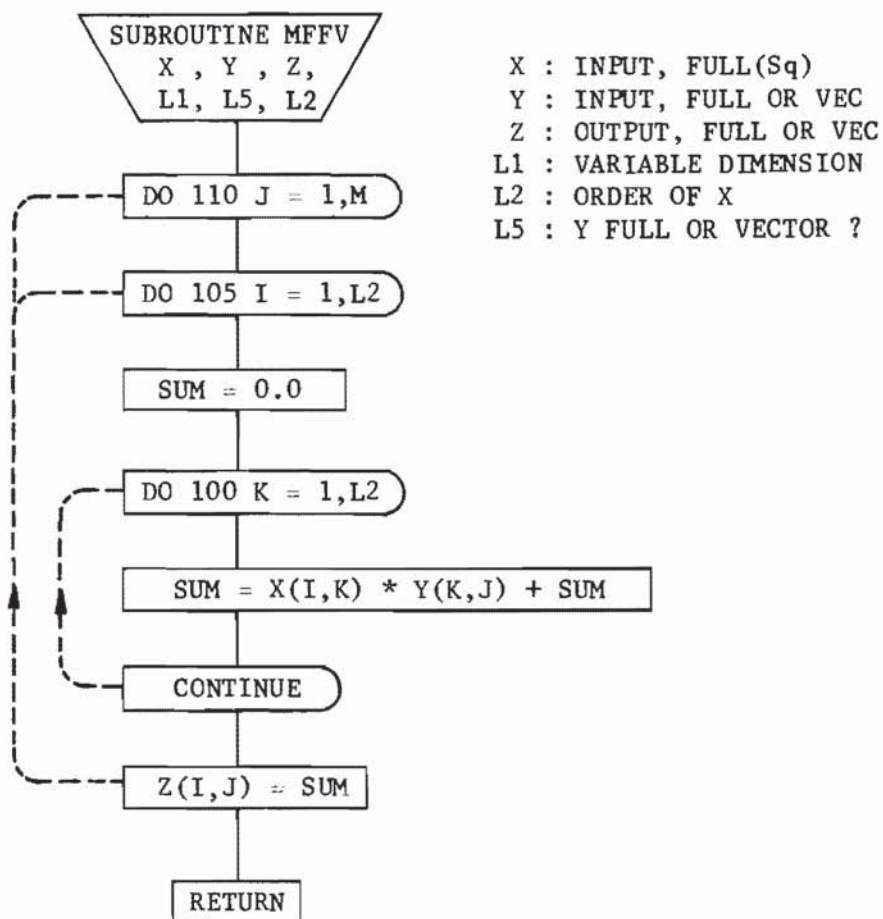 SUBROUTINE MFFV
X , Y , Z,
L1, L5, L2
X : INPUT, FULL(Sq)
Y : INPUT, FULL OR VEC
Z : OUTPUT, FULL OR VEC
L1 : VARIABLE DIMENSION
L2 : ORDER OF X
L5 : Y FULL OR VECTOR ?
DO 110 J = 1,M
DO 105 I = 1,L2
SUM = 0.0
DO 100 K = 1,L2
SUM = X(I,K) * Y(K,J) + SUM
CONTINUE
Z(I,J) = SUM
RETURN